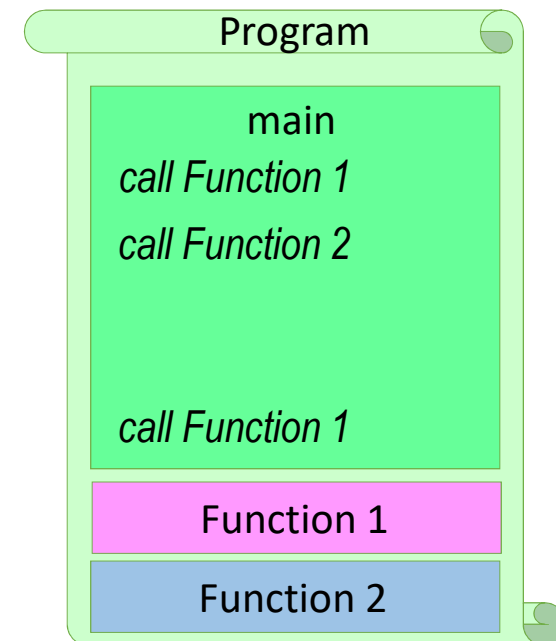 Program
main
call Function 1
call Function 2
call Function 1
Function 1
Function 2